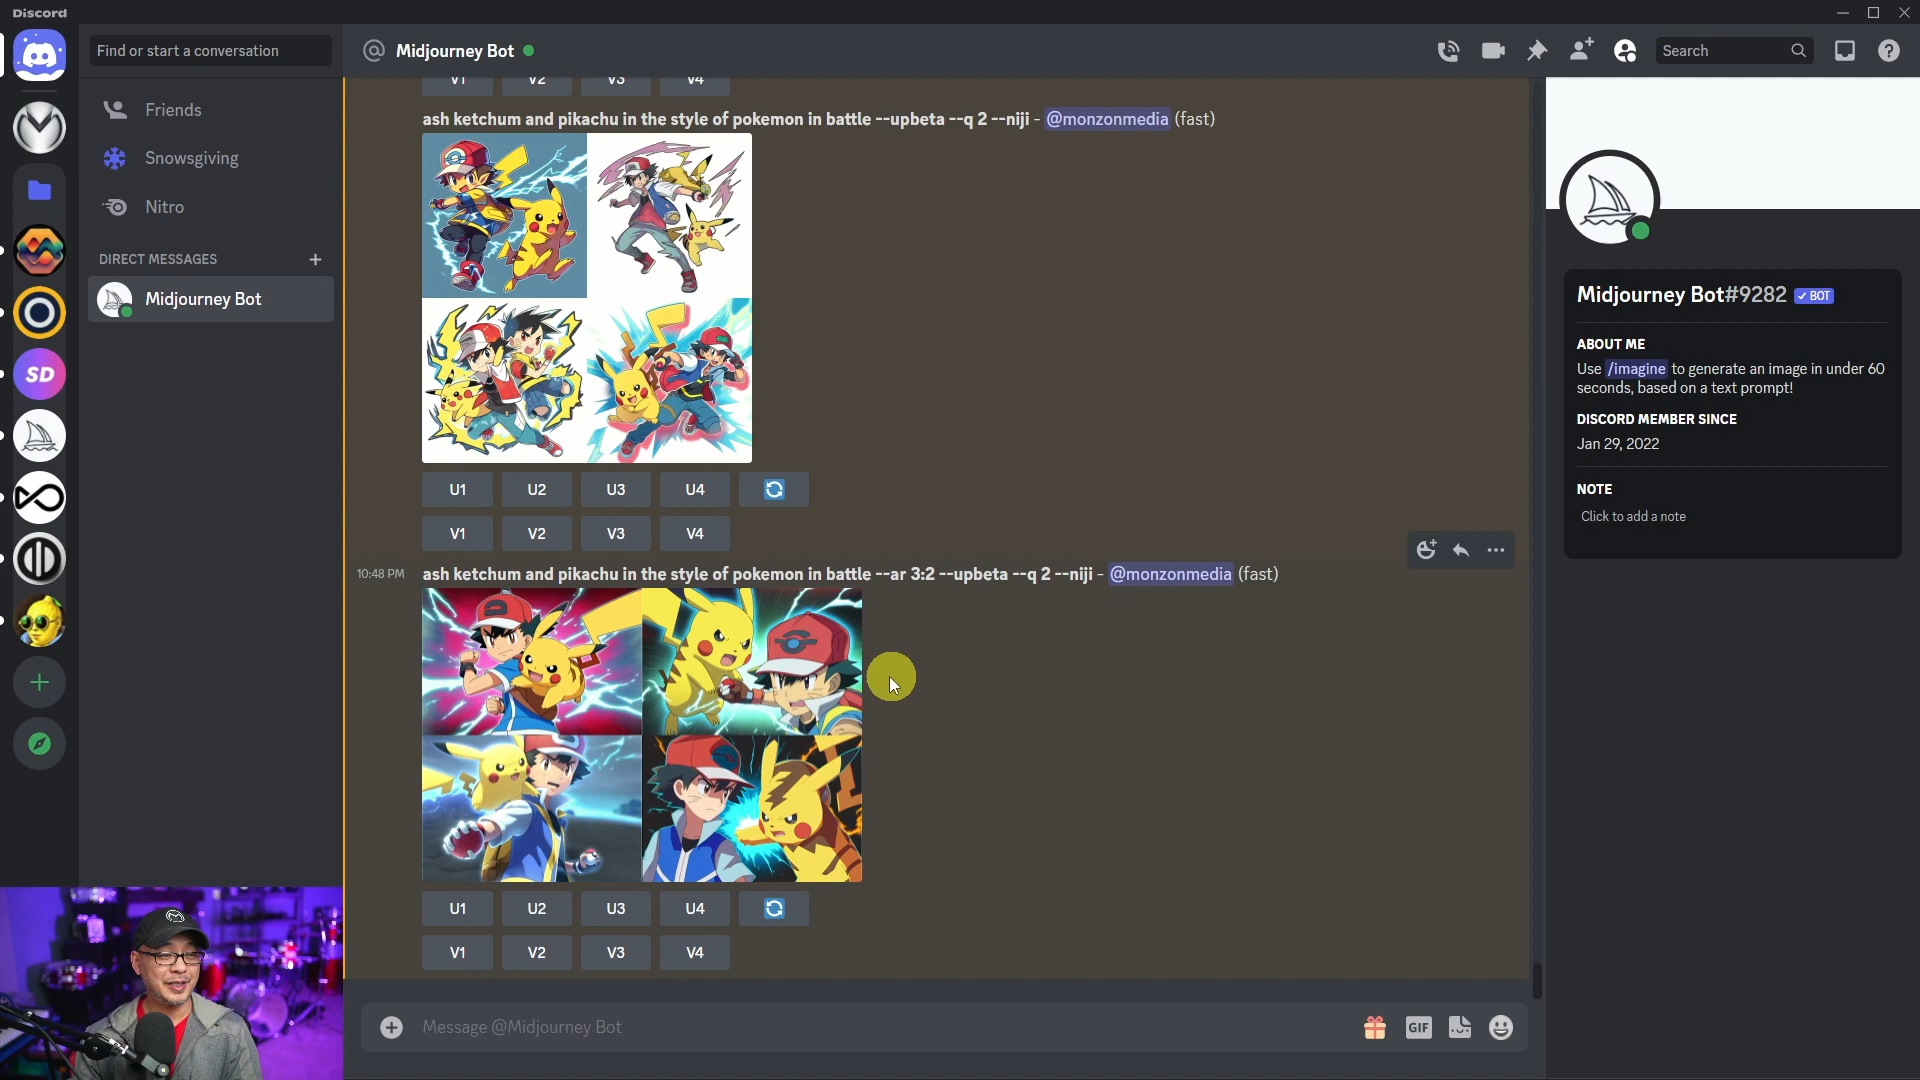 Discord
Find or start a conversation
Friends
Snowsgiving
Nitro
DIRECT MESSAGES
Midjourney Bot
SD
Midjourney Bot
Search
V1 V2 V3 V4
ash ketchum and pikachu in the style of pokemon in battle --upbeta --q 2 --niji - @monzonmedia (fast)
U1 U2 U3 U4
V1 V2 V3 V4
10:48 PM ash ketchum and pikachu in the style of pokemon in battle --ar 3:2 --upbeta --q 2 --niji - @monzonmedia (fast)
U1 U2 U3 U4
V1 V2 V3 V4
Message @Midjourney Bot
GIF
Midjourney Bot#9282 ✓ BOT
ABOUT ME
Use /imagine to generate an image in under 60
seconds, based on a text prompt!
DISCORD MEMBER SINCE
Jan 29, 2022
NOTE
Click to add a note